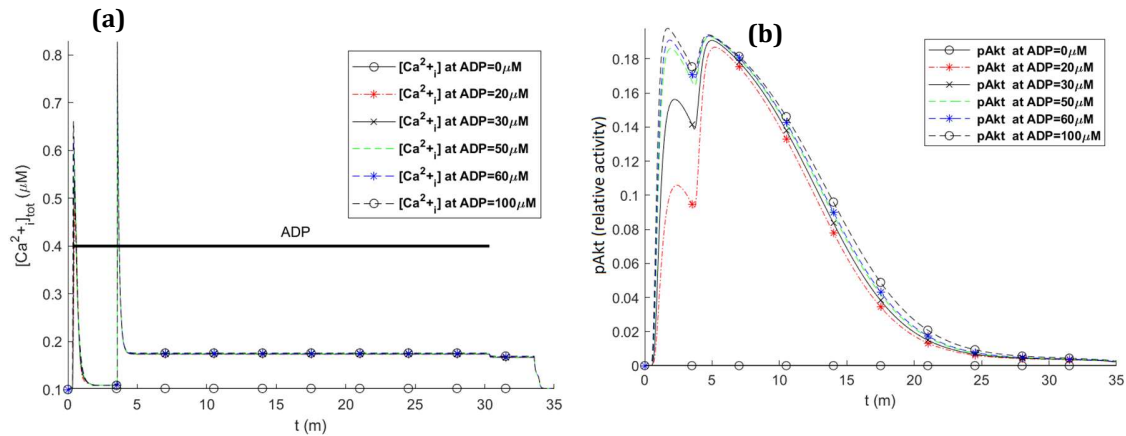 (a)
0.8
0.7
0.6
0.5
0.4
0.3
0.2
0.1
[Ca²⁺ᵢ]ₜₒₜ (μM)
[Ca²⁺ᵢ] at ADP=0μM
[Ca²⁺ᵢ] at ADP=20μM
[Ca²⁺ᵢ] at ADP=30μM
[Ca²⁺ᵢ] at ADP=50μM
[Ca²⁺ᵢ] at ADP=60μM
[Ca²⁺ᵢ] at ADP=100μM
ADP
0 5 10 15 20 25 30 35
t (m)
(b)
0.18
0.16
0.14
0.12
0.10
0.08
0.06
0.04
0.02
0
pAkt (relative activity)
pAkt at ADP=0μM
pAkt at ADP=20μM
pAkt at ADP=30μM
pAkt at ADP=50μM
pAkt at ADP=60μM
pAkt at ADP=100μM
0 5 10 15 20 25 30 35
t (m)